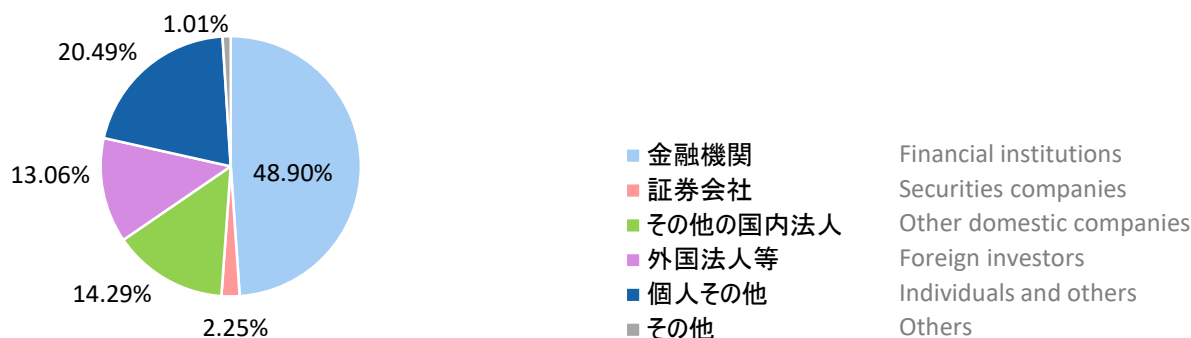 1.01%
20.49%
13.06%
48.90%
14.29%
2.25%
金融機関 Financial institutions
証券会社 Securities companies
その他の国内法人 Other domestic companies
外国法人等 Foreign investors
個人その他 Individuals and others
その他 Others